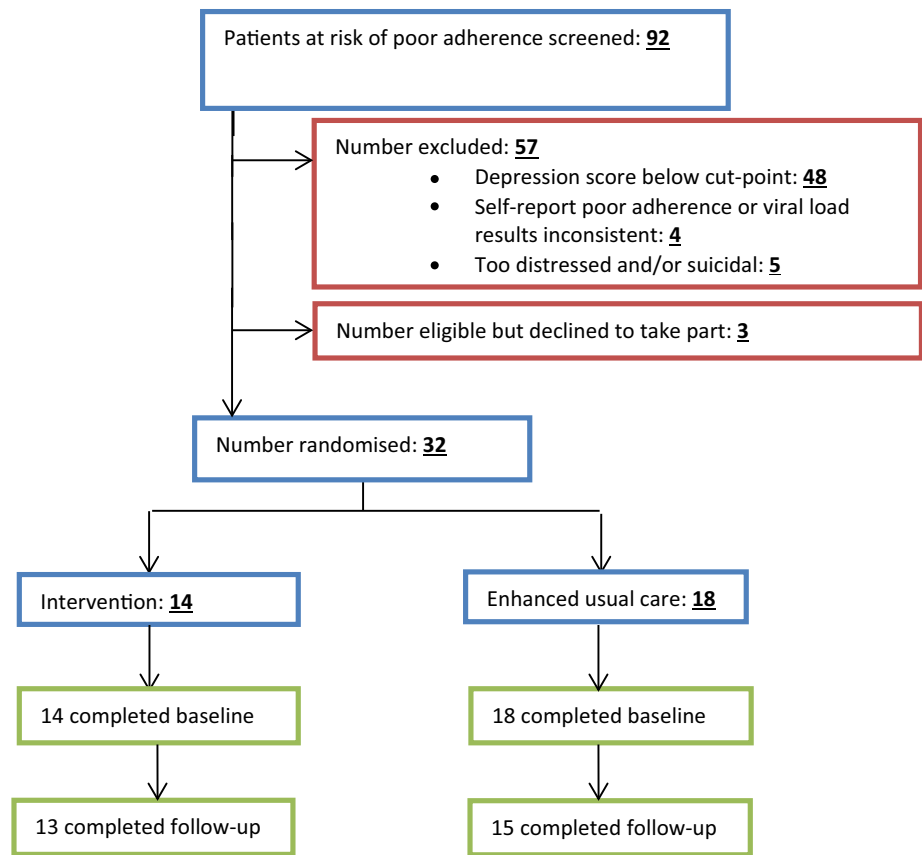 Patients at risk of poor adherence screened: 92
Number excluded: 57
• Depression score below cut-point: 48
• Self-report poor adherence or viral load
results inconsistent: 4
• Too distressed and/or suicidal: 5
Number eligible but declined to take part: 3
Number randomised: 32
Intervention: 14
Enhanced usual care: 18
14 completed baseline
18 completed baseline
13 completed follow-up
15 completed follow-up